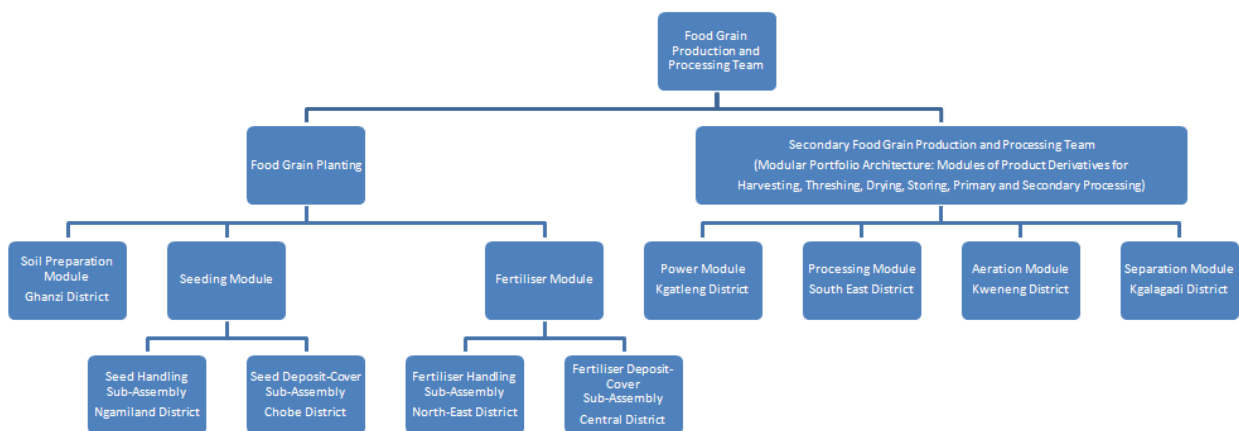 Food Grain
Production and
Processing Team
Food Grain Planting
Secondary Food Grain Production and Processing Team
(Modular Portfolio Architecture: Modules of Product Derivatives for
Harvesting, Threshing, Drying, Storing, Primary and Secondary Processing)
Soil Preparation
Module
Ghanzi District
Seeding Module
Fertiliser Module
Power Module
Kgatleng District
Processing Module
South East District
Aeration Module
Kweneng District
Separation Module
Kgalagadi District
Seed Handling
Sub-Assembly
Ngamiland District
Seed Deposit-Cover
Sub-Assembly
Chobe District
Fertiliser Handling
Sub-Assembly
North-East District
Fertiliser Deposit-
Cover
Sub-Assembly
Central District